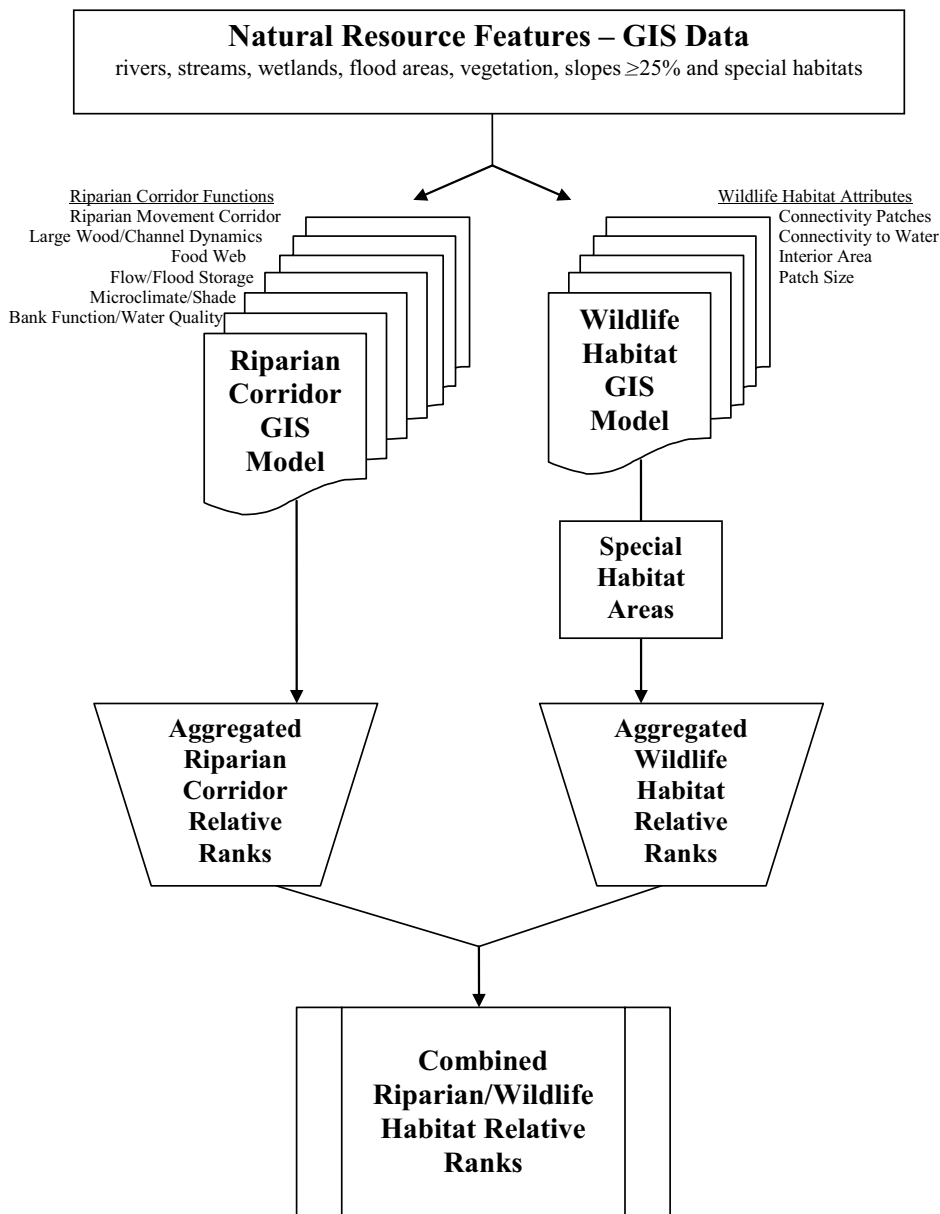 Natural Resource Features – GIS Data
rivers, streams, wetlands, flood areas, vegetation, slopes ≥25% and special habitats
Riparian Corridor Functions
Riparian Movement Corridor
Large Wood/Channel Dynamics
Food Web
Flow/Flood Storage
Microclimate/Shade
Bank Function/Water Quality
Wildlife Habitat Attributes
Connectivity Patches
Connectivity to Water
Interior Area
Patch Size
Riparian
Corridor
GIS
Model
Wildlife
Habitat
GIS
Model
Special
Habitat
Areas
Aggregated
Riparian
Corridor
Relative
Ranks
Aggregated
Wildlife
Habitat
Relative
Ranks
Combined
Riparian/Wildlife
Habitat Relative
Ranks